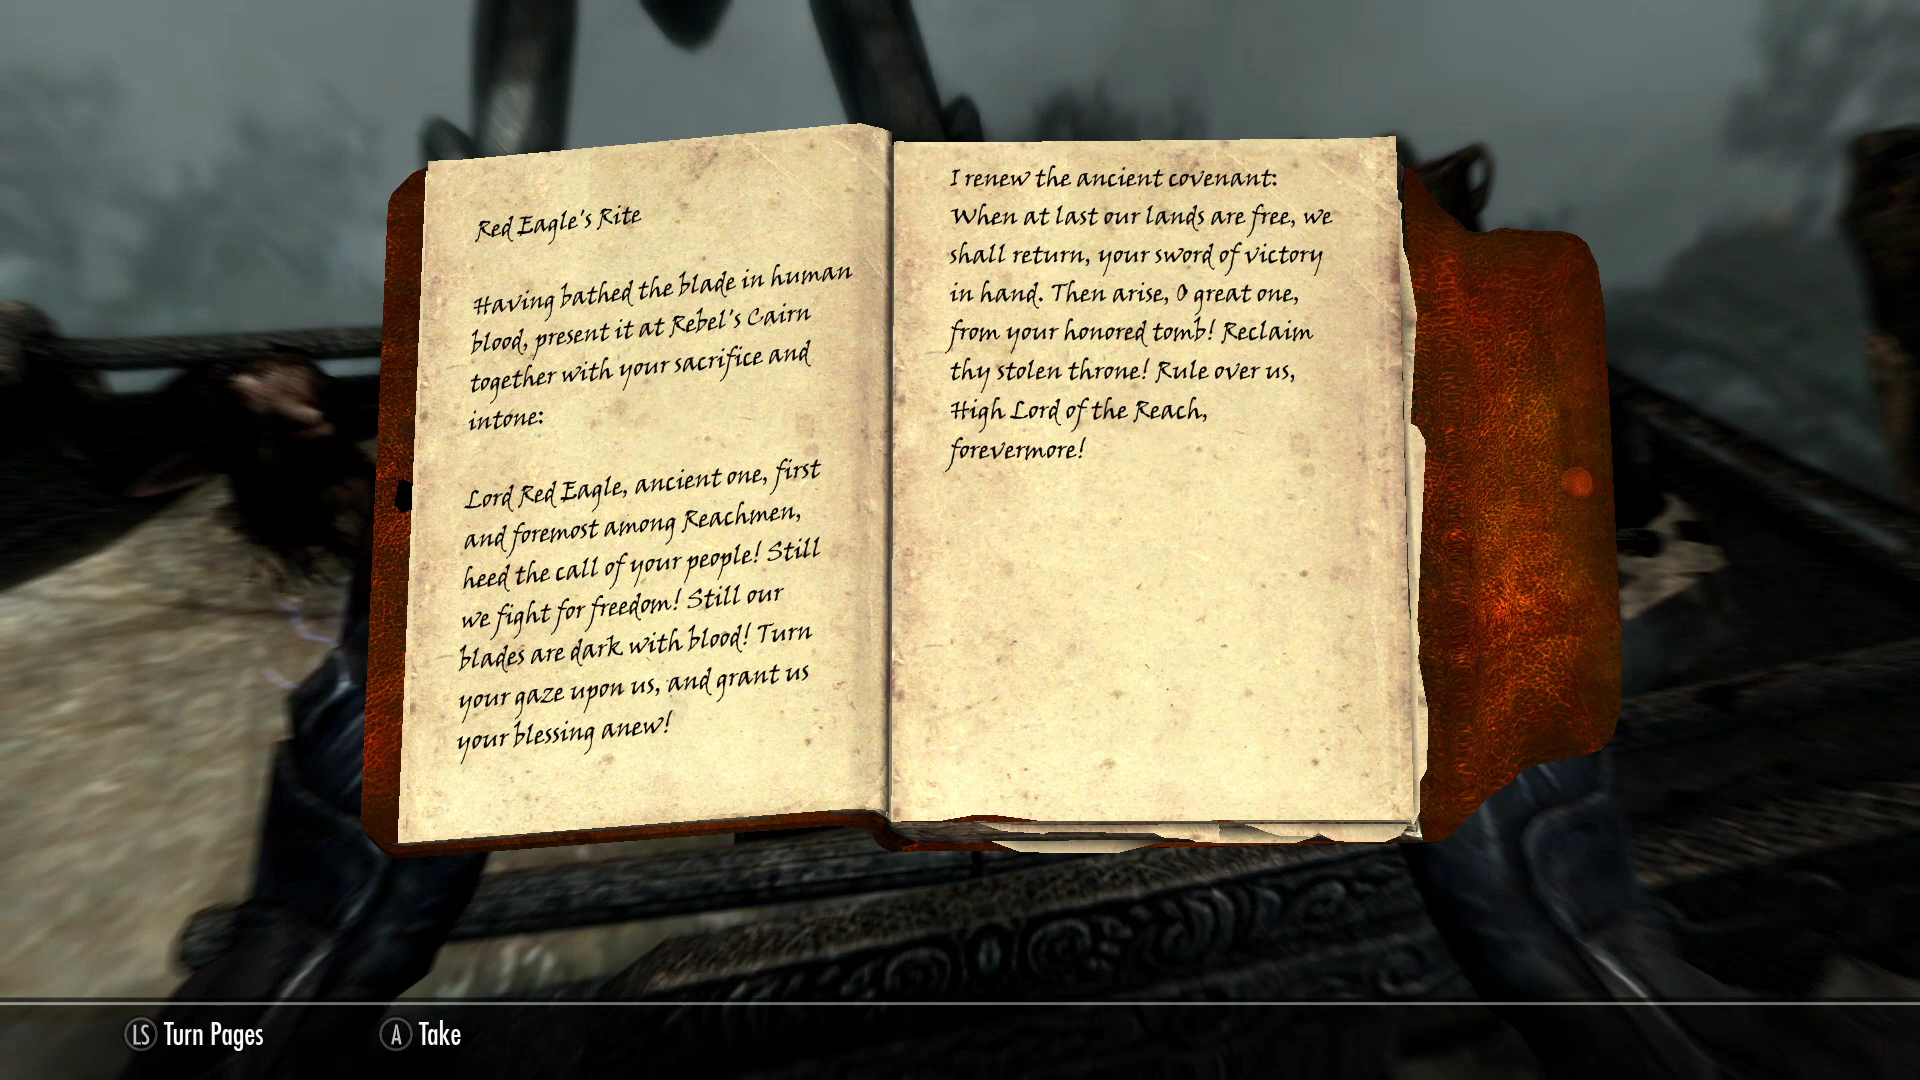 Red Eagle's Rite
Having bathed the blade in human
blood, present it at Rebel's Cairn
together with your sacrifice and
intone:
Lord Red Eagle, ancient one, first
and foremost among Reachmen,
heed the call of your people! Still
we fight for freedom! Still our
blades are dark with blood! Turn
your gaze upon us, and grant us
your blessing anew!
I renew the ancient covenant:
When at last our lands are free, we
shall return, your sword of victory
in hand. Then arise, O great one,
from your honored tomb! Reclaim
thy stolen throne! Rule over us,
High Lord of the Reach,
forevermore!
LS Turn Pages
A Take